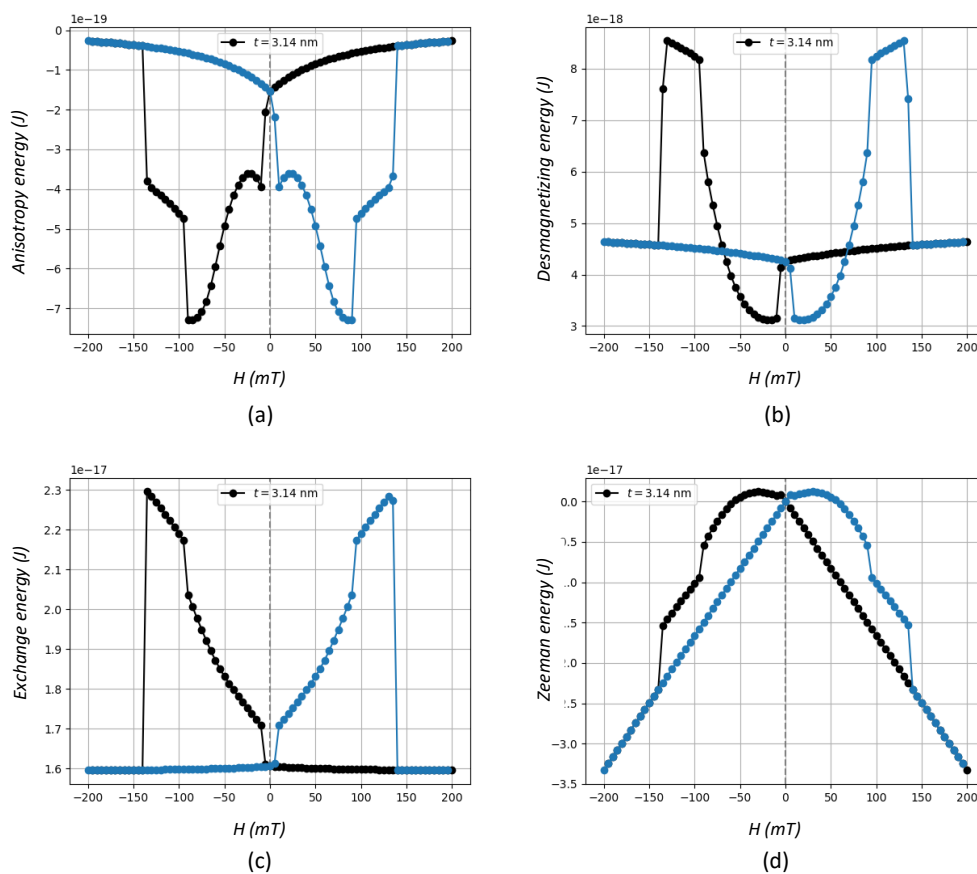 1e−19
t = 3.14 nm
Anisotropy energy (J)
0
−1
−2
−3
−4
−5
−6
−7
−200 −150 −100 −50 0 50 100 150 200
H (mT)
(a)
1e−18
t = 3.14 nm
Desmagnetizing energy (J)
8
7
6
5
4
3
−200 −150 −100 −50 0 50 100 150 200
H (mT)
(b)
1e−17
t = 3.14 nm
Exchange energy (J)
2.3
2.2
2.1
2.0
1.9
1.8
1.7
1.6
−200 −150 −100 −50 0 50 100 150 200
H (mT)
(c)
1e−17
t = 3.14 nm
Zeeman energy (J)
0.0
.5
.0
.5
.0
.5
−3.0
−3.5
−200 −150 −100 −50 0 50 100 150 200
H (mT)
(d)